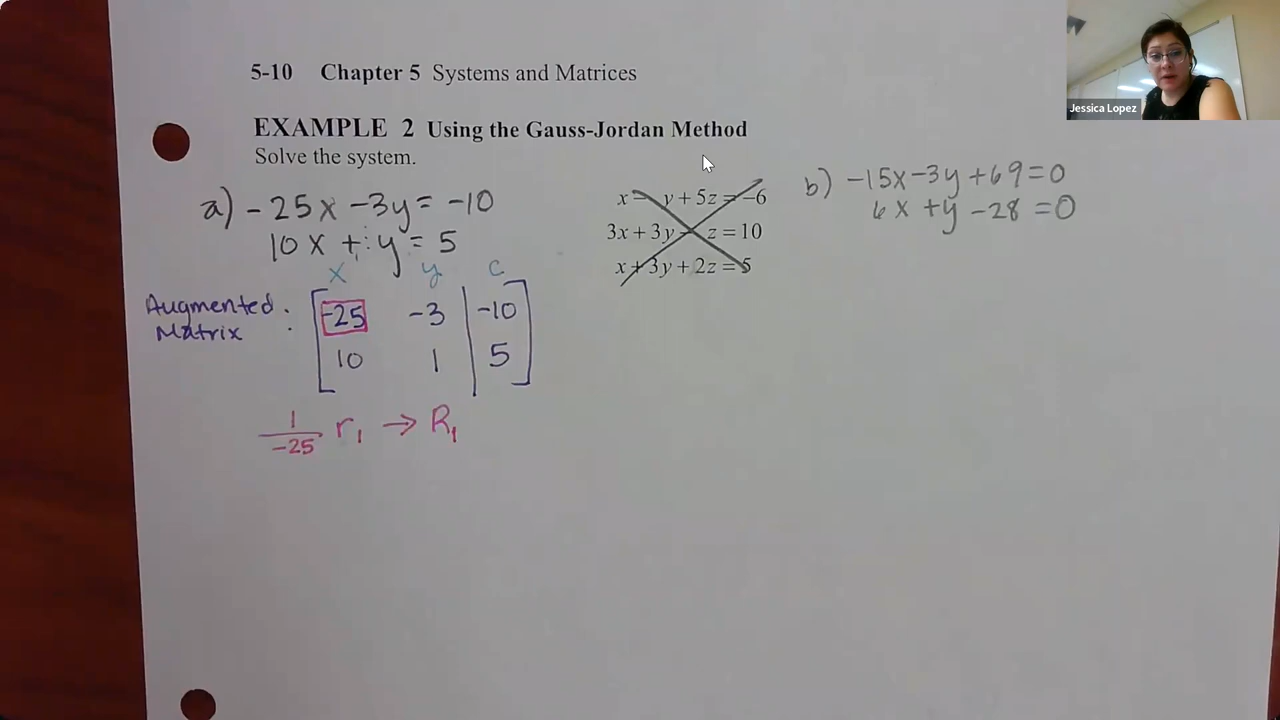 5-10 Chapter 5 Systems and Matrices
EXAMPLE 2 Using the Gauss-Jordan Method
Solve the system.
a) -25x -3y = -10
10x + y = 5
x - y + 5z = -6
3x + 3y - z = 10
x + 3y + 2z = 5
b) -15x -3y +69=0
6x +y -28 =0
x y c
Augmented Matrix :
-25 -3 -10
10 1 5
1/-25 r₁ → R₁
Jessica Lopez